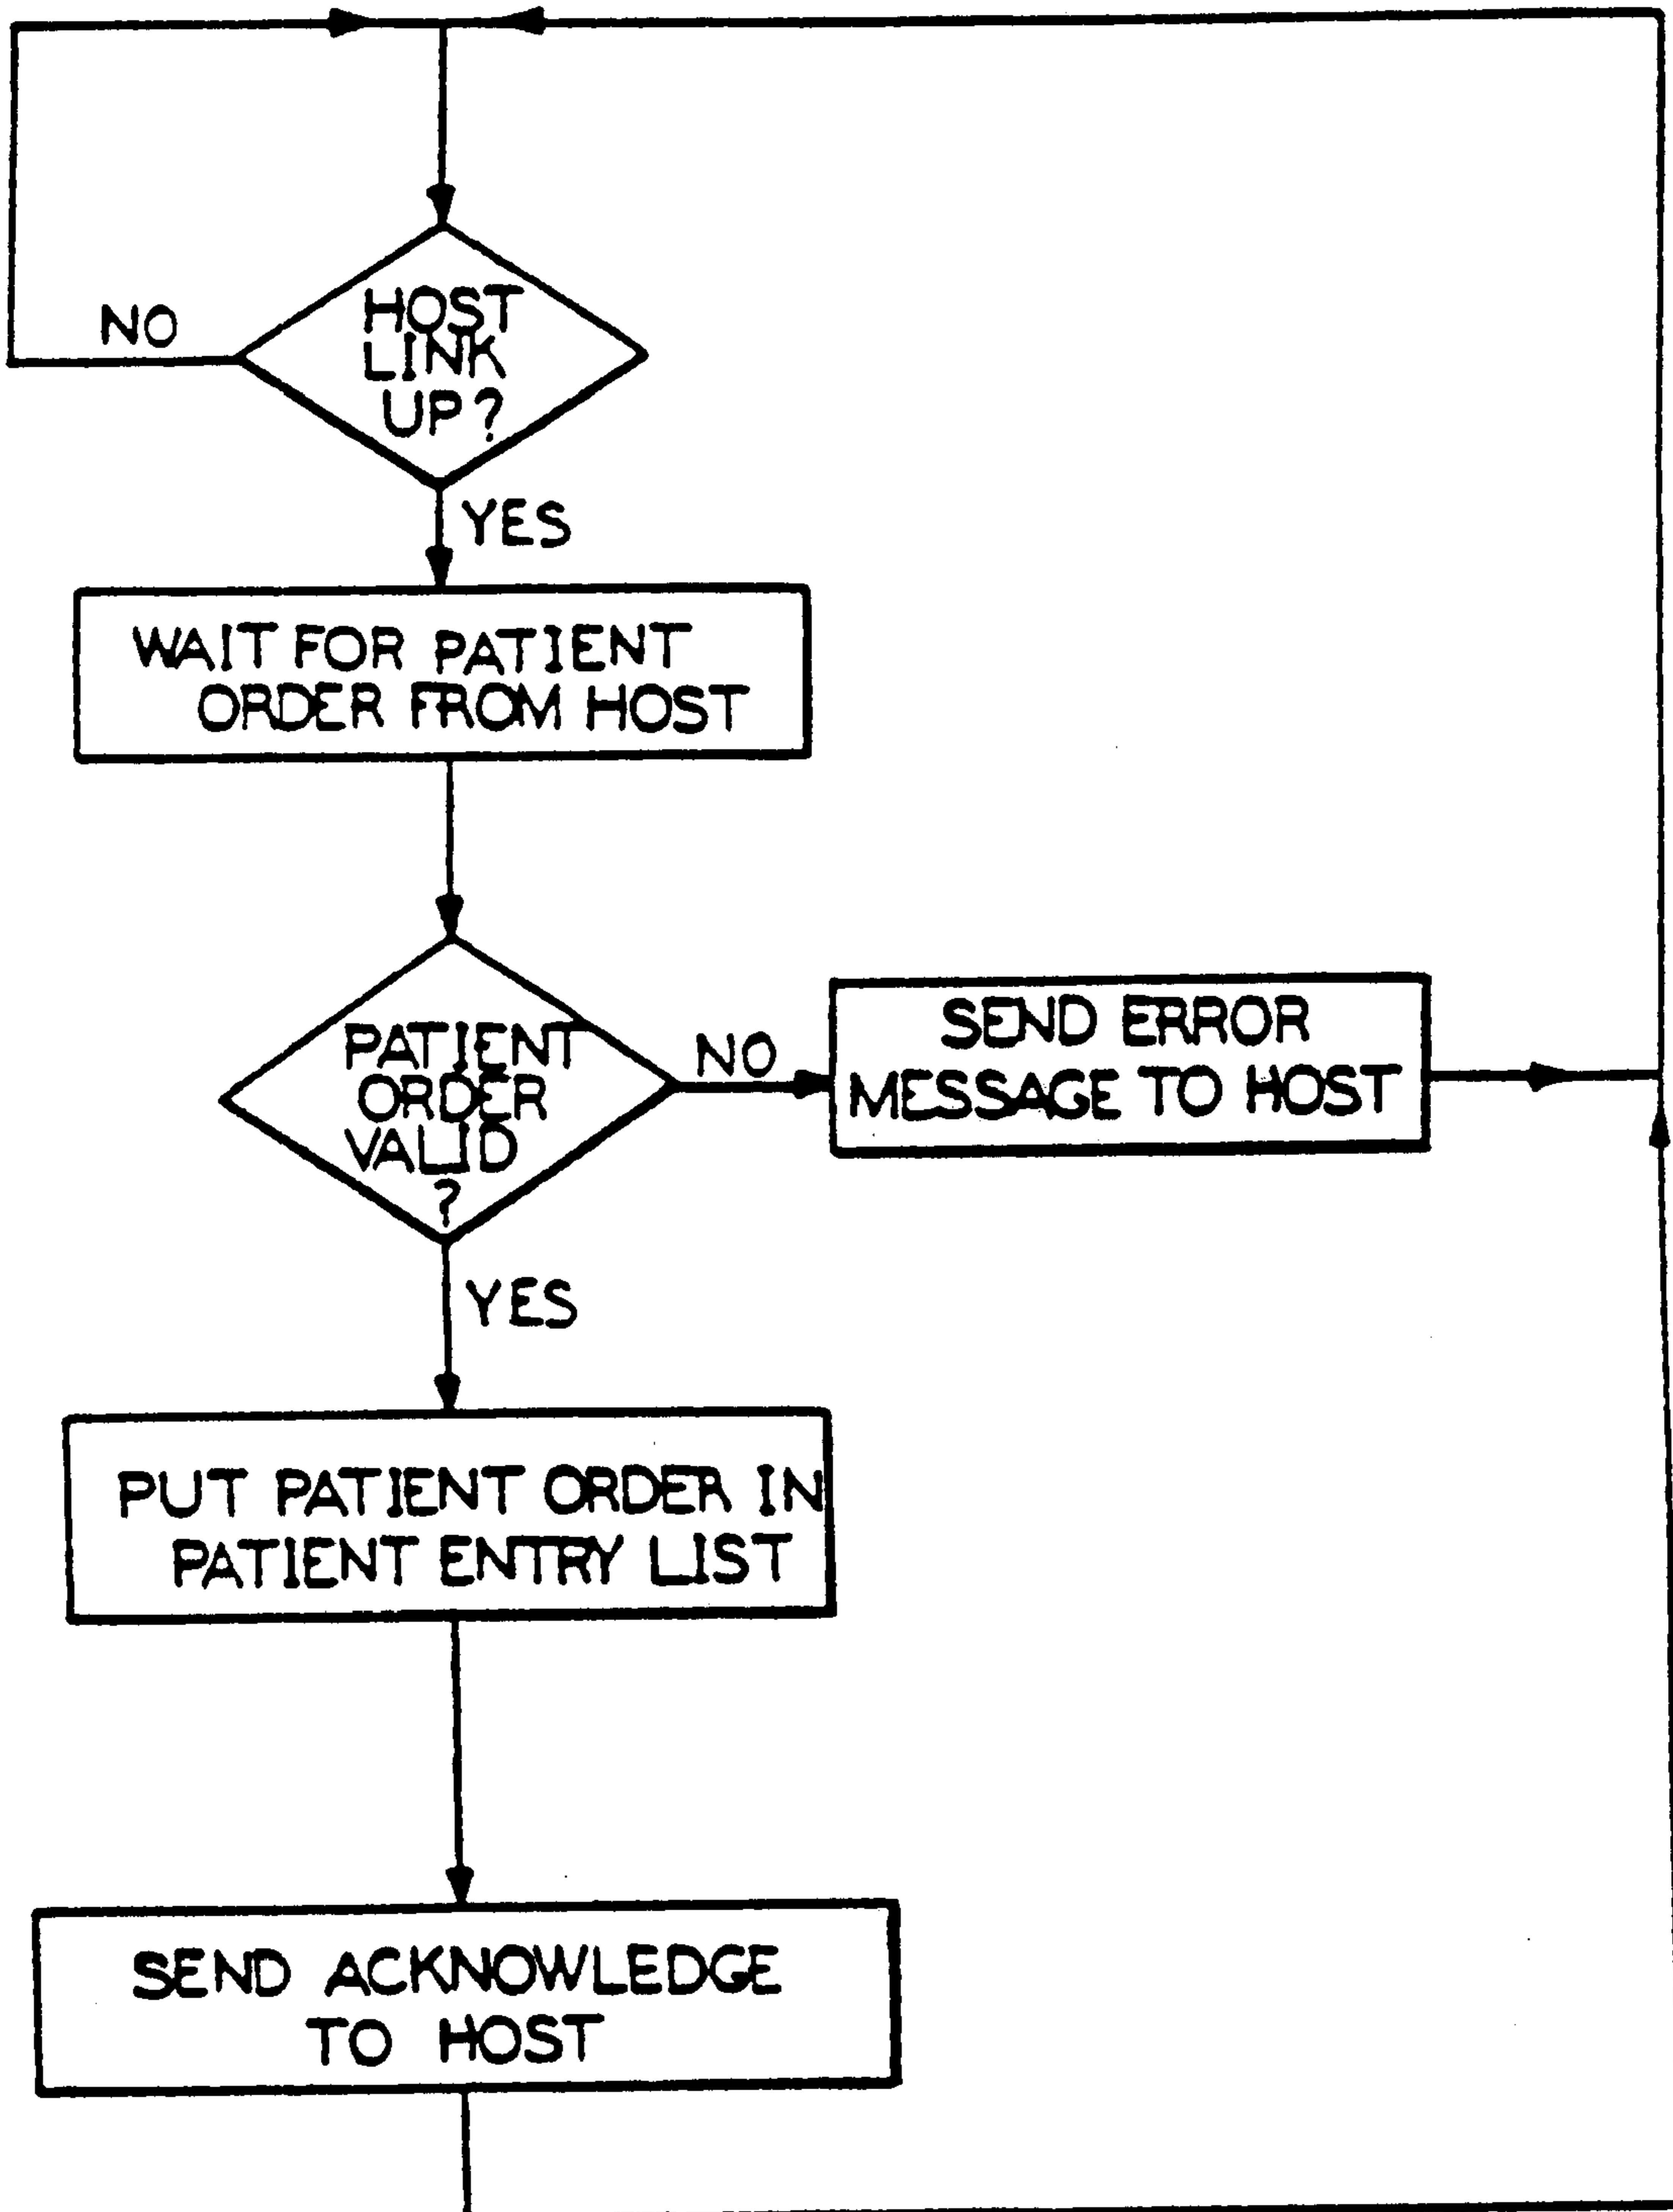 HOST
LINK
UP?
NO
YES
WAIT FOR PATIENT
ORDER FROM HOST
PATIENT
ORDER
VALID
?
NO
SEND ERROR
MESSAGE TO HOST
YES
PUT PATIENT ORDER IN
PATIENT ENTRY LIST
SEND ACKNOWLEDGE
TO HOST